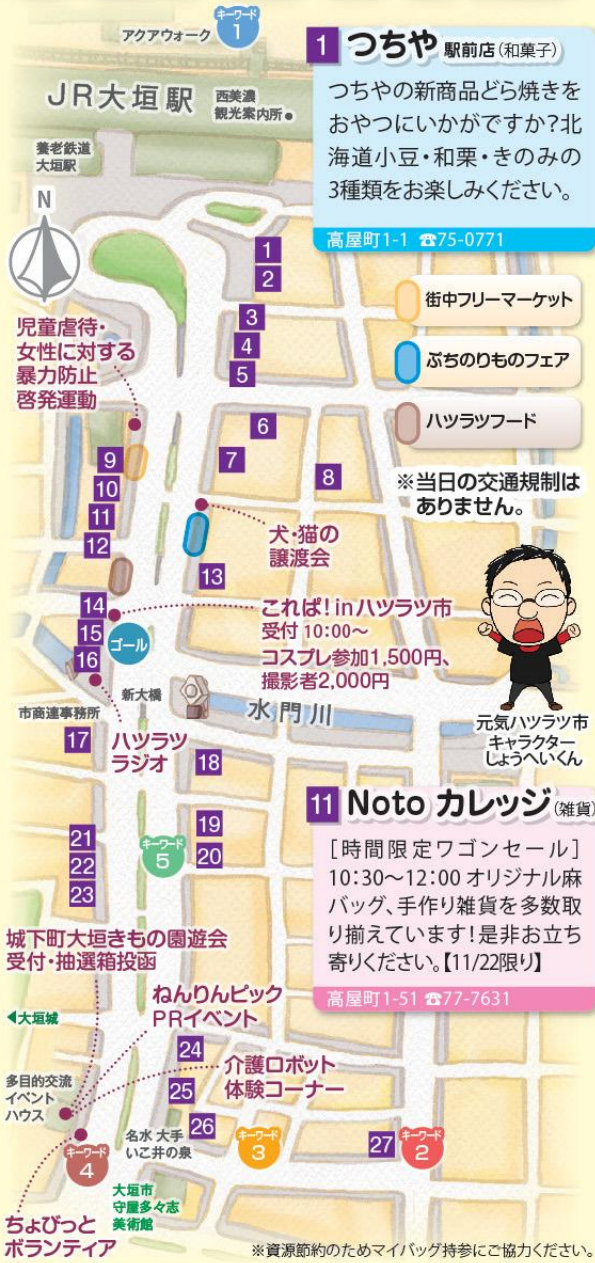 アクアウォーク
キーワード
1
JR大垣駅
西美濃
観光案内所
養老鉄道
大垣駅
N
1 つちや 駅前店(和菓子)
つちやの新商品どら焼きを
おやつにいかがですか?北
海道小豆・和栗・きのみの
3種類をお楽しみください。
高屋町1-1 ☎75-0771
街中フリーマーケット
ぷちのりものフェア
ハツラツフード
※当日の交通規制は
ありません。
1
2
3
4
5
児童虐待・
女性に対する
暴力防止
啓発運動
6
7
8
9
10
11
12
犬・猫の
譲渡会
13
14
15
16
ゴール
これぱ!inハツラツ市
受付 10:00~
コスプレ参加1,500円、
撮影者2,000円
新大橋
水門川
市商連事務所
元気ハツラツ市
キャラクター
しょうへいくん
17
ハツラツ
ラジオ
18
19
20
キーワード
5
21
22
23
11 Noto カレッジ(雑貨)
[時間限定ワゴンセール]
10:30~12:00 オリジナル麻
バッグ、手作り雑貨を多数取
り揃えています!是非お立ち
寄りください。【11/22限り】
高屋町1-51 ☎77-7631
城下町大垣きもの園遊会
受付・抽選箱投函
ねんりんピック
PRイベント
◀大垣城
24
25
26
介護ロボット
体験コーナー
多目的交流
イベント
ハウス
名水 大手
いこ井の泉
キーワード
3
27
キーワード
2
キーワード
4
大垣市
守屋多々志
美術館
ちょびっと
ボランティア
※資源節約のためマイバッグ持参にご協力ください。